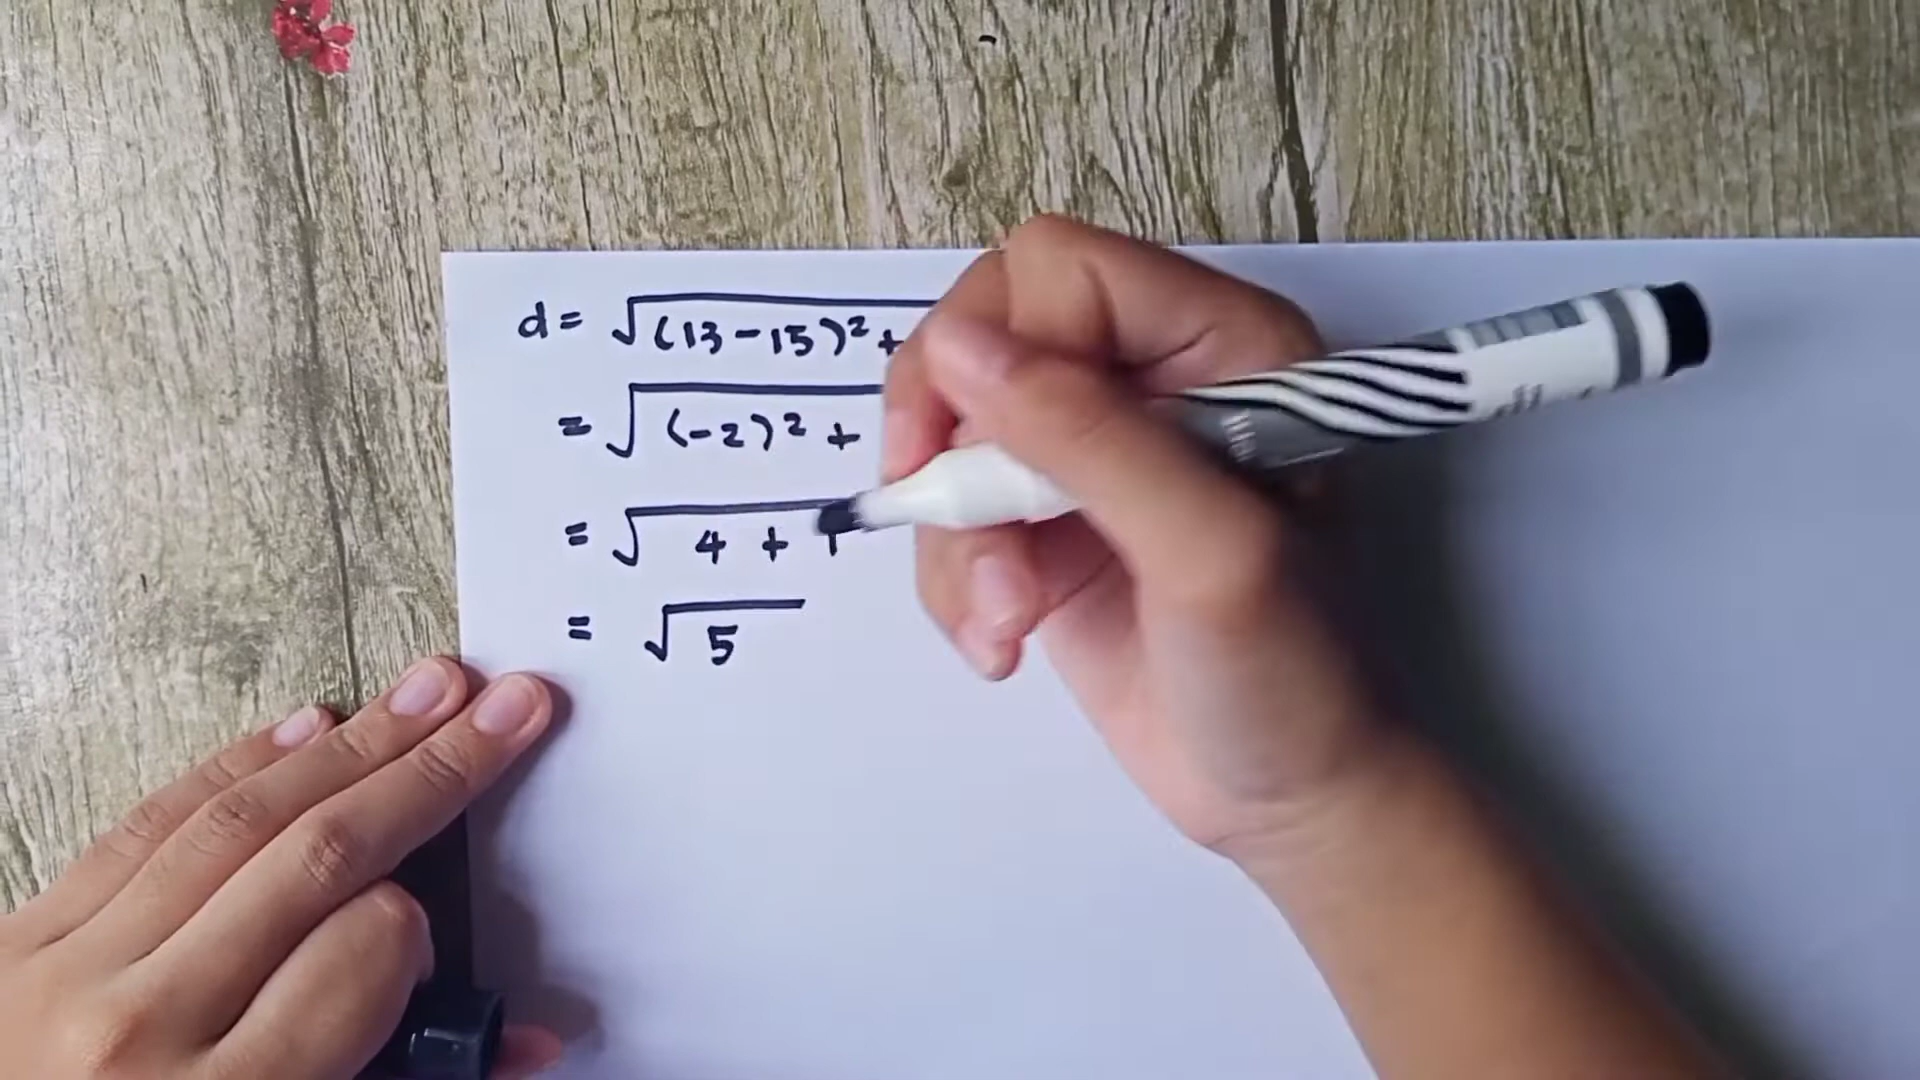 d = √(13-15)² +
= √(-2)² +
= √4 + 1
= √5